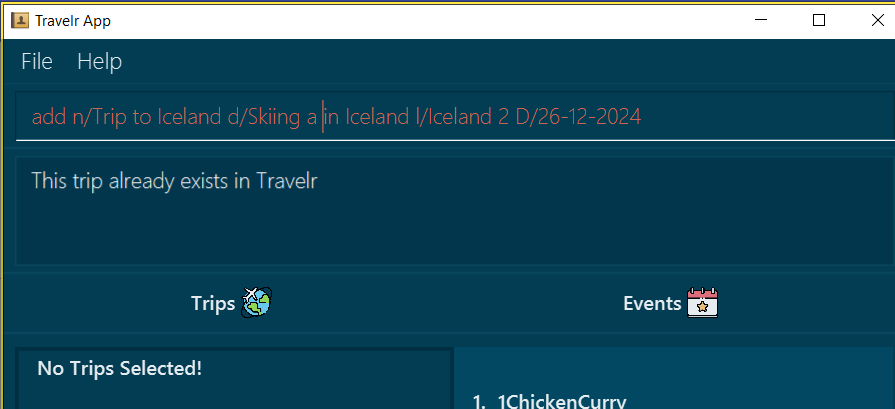 Travelr App
File Help
add n/Trip to Iceland d/Skiing a in Iceland l/Iceland 2 D/26-12-2024
This trip already exists in Travelr
Trips
Events
No Trips Selected!
1. 1ChickenCurry